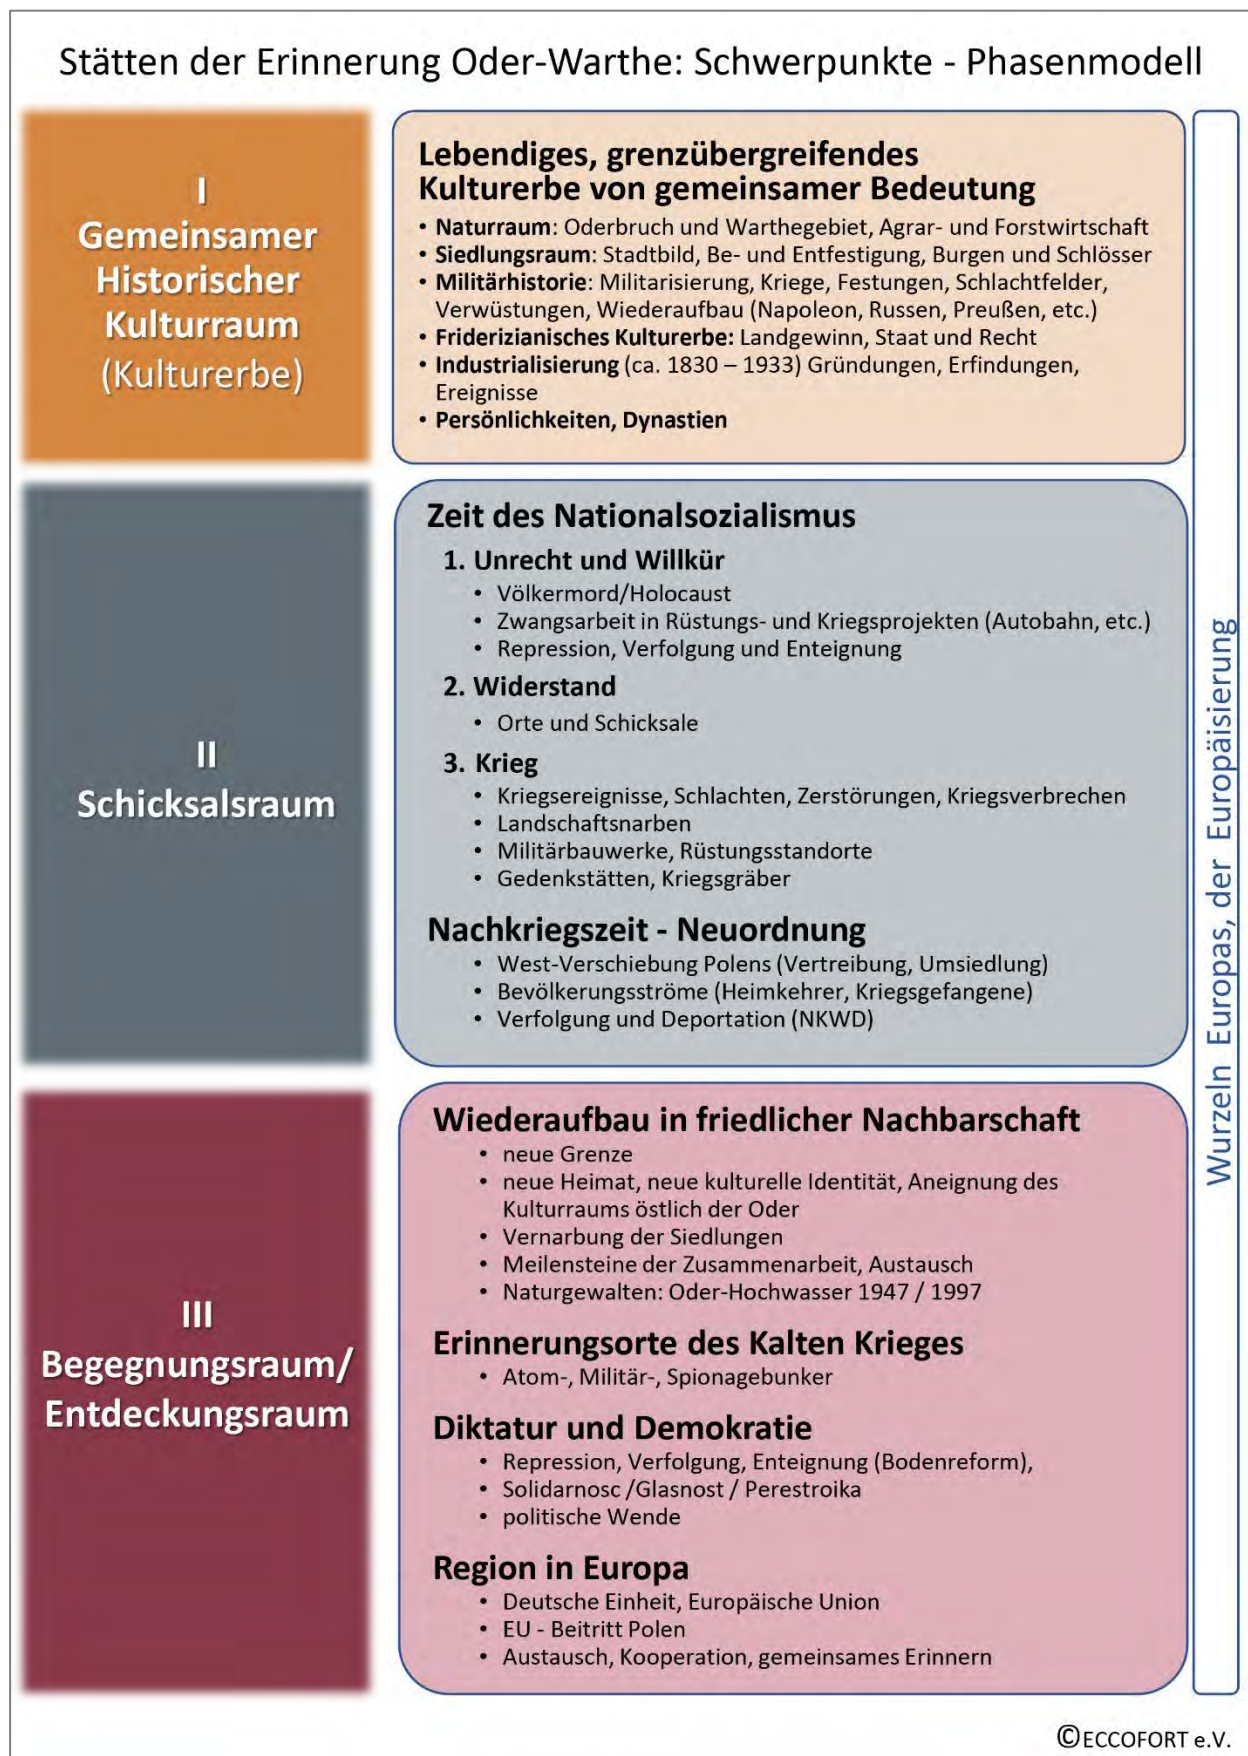 Stätten der Erinnerung Oder-Warthe: Schwerpunkte - Phasenmodell
I
Gemeinsamer
Historischer
Kulturraum
(Kulturerbe)
Lebendiges, grenzübergreifendes
Kulturerbe von gemeinsamer Bedeutung
• Naturraum: Oderbruch und Warthegebiet, Agrar- und Forstwirtschaft
• Siedlungsraum: Stadtbild, Be- und Entfestigung, Burgen und Schlösser
• Militärhistorie: Militarisierung, Kriege, Festungen, Schlachtfelder,
Verwüstungen, Wiederaufbau (Napoleon, Russen, Preußen, etc.)
• Friderizianisches Kulturerbe: Landgewinn, Staat und Recht
• Industrialisierung (ca. 1830 – 1933) Gründungen, Erfindungen,
Ereignisse
• Persönlichkeiten, Dynastien
II
Schicksalsraum
Zeit des Nationalsozialismus
1. Unrecht und Willkür
• Völkermord/Holocaust
• Zwangsarbeit in Rüstungs- und Kriegsprojekten (Autobahn, etc.)
• Repression, Verfolgung und Enteignung
2. Widerstand
• Orte und Schicksale
3. Krieg
• Kriegsereignisse, Schlachten, Zerstörungen, Kriegsverbrechen
• Landschaftsnarben
• Militärbauwerke, Rüstungsstandorte
• Gedenkstätten, Kriegsgräber
Nachkriegszeit - Neuordnung
• West-Verschiebung Polens (Vertreibung, Umsiedlung)
• Bevölkerungsströme (Heimkehrer, Kriegsgefangene)
• Verfolgung und Deportation (NKWD)
III
Begegnungsraum/
Entdeckungsraum
Wiederaufbau in friedlicher Nachbarschaft
• neue Grenze
• neue Heimat, neue kulturelle Identität, Aneignung des
Kulturraums östlich der Oder
• Vernarbung der Siedlungen
• Meilensteine der Zusammenarbeit, Austausch
• Naturgewalten: Oder-Hochwasser 1947 / 1997
Erinnerungsorte des Kalten Krieges
• Atom-, Militär-, Spionagebunker
Diktatur und Demokratie
• Repression, Verfolgung, Enteignung (Bodenreform),
• Solidarnosc /Glasnost / Perestroika
• politische Wende
Region in Europa
• Deutsche Einheit, Europäische Union
• EU - Beitritt Polen
• Austausch, Kooperation, gemeinsames Erinnern
Wurzeln Europas, der Europäisierung
©ECCOFORT e.V.